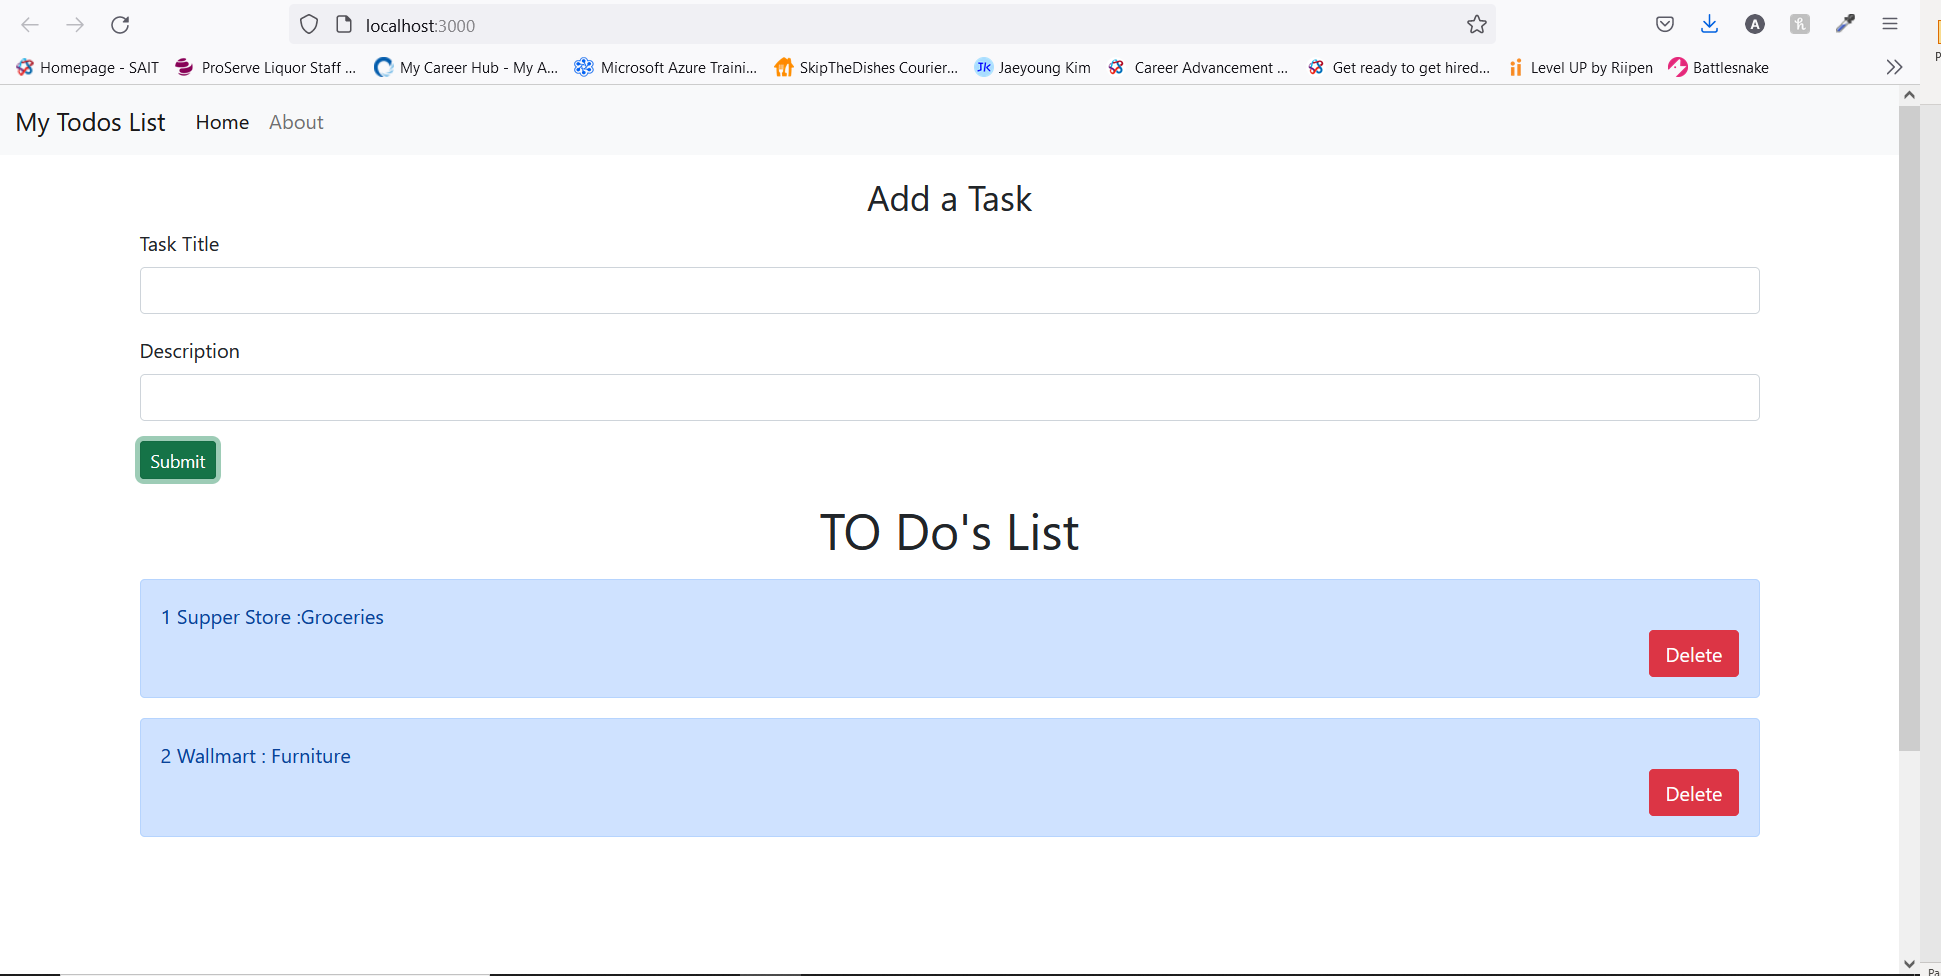 localhost:3000
A
h
Homepage - SAIT ProServe Liquor Staff ... My Career Hub - My A... Microsoft Azure Traini... SkipTheDishes Courier... JK Jaeyoung Kim Career Advancement ... Get ready to get hired... Level UP by Riipen Battlesnake
My Todos List Home About
Add a Task
Task Title
Description
Submit
TO Do's List
1 Supper Store :Groceries
Delete
2 Wallmart : Furniture
Delete
Pa